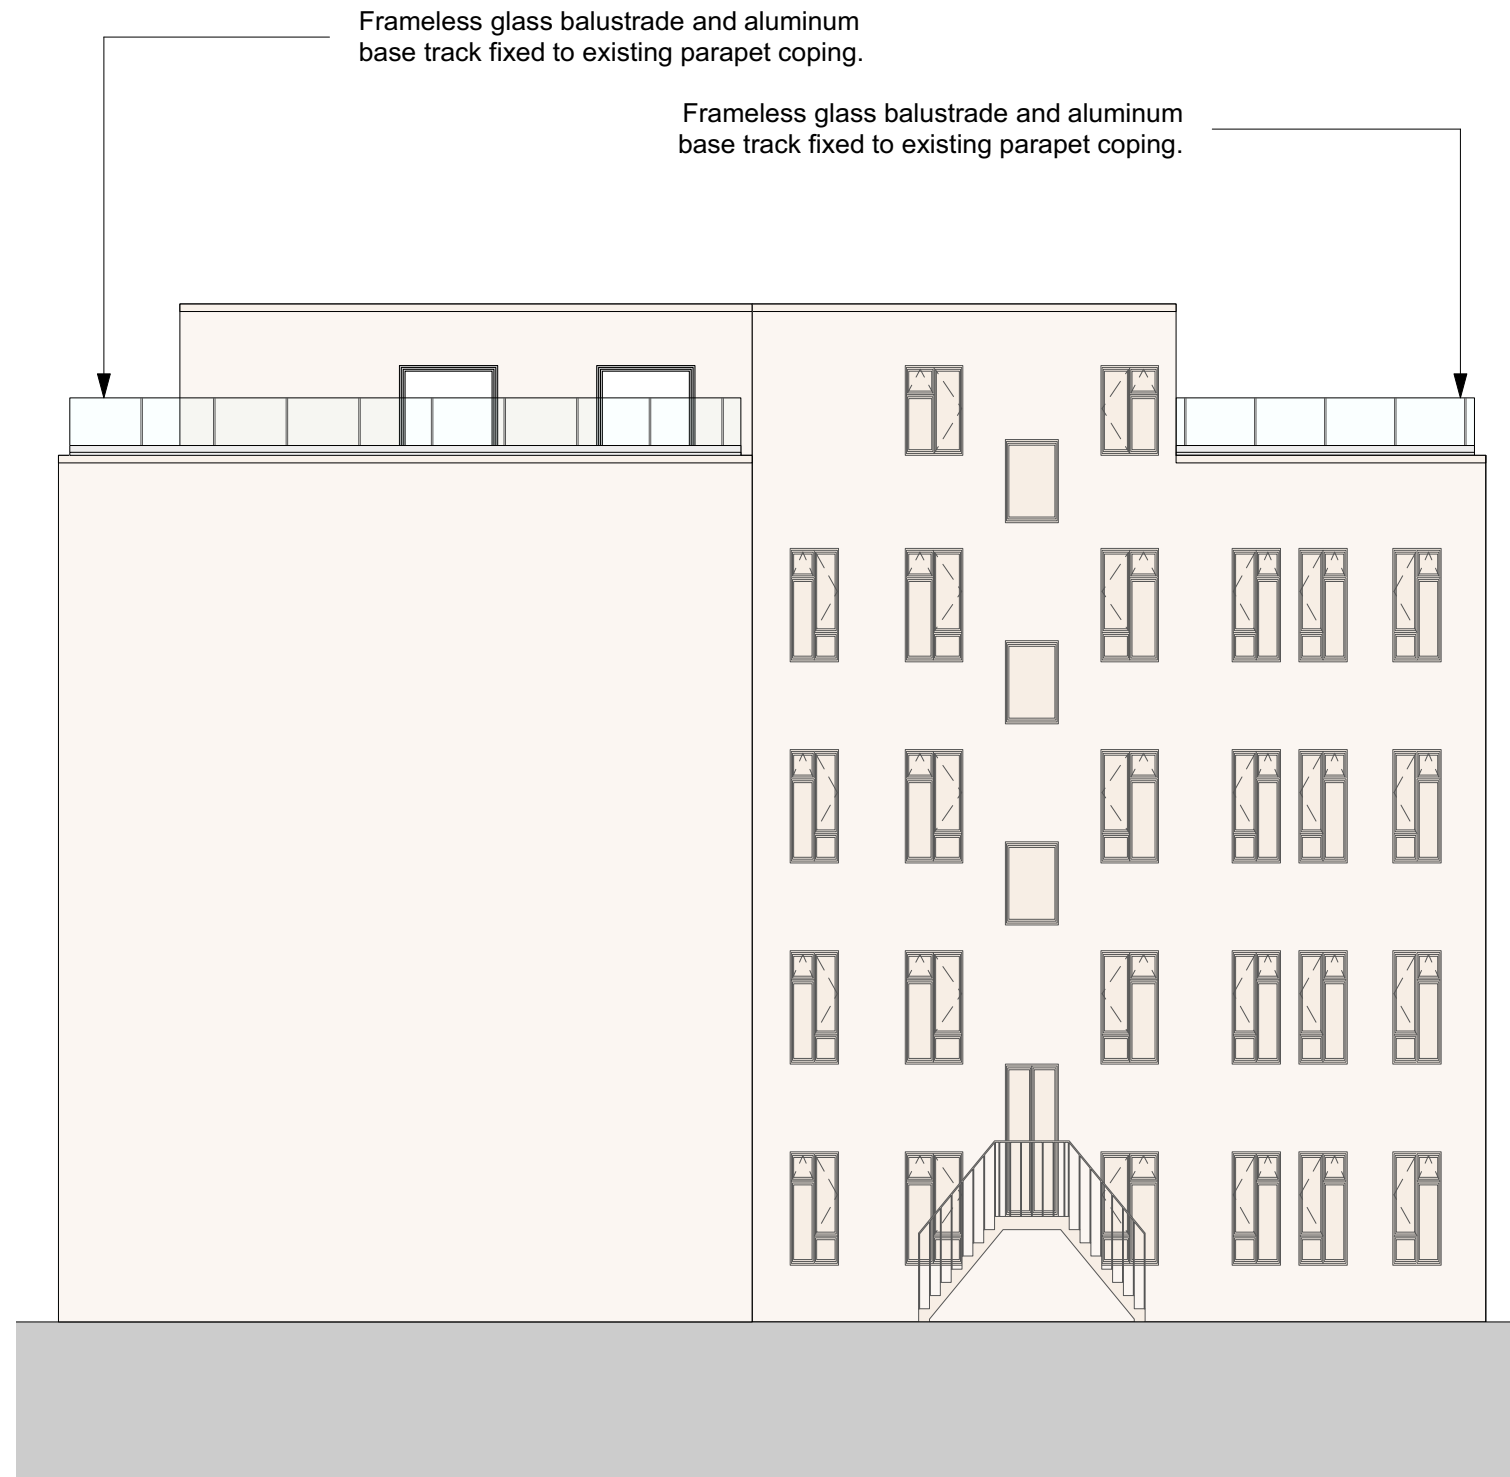 Frameless glass balustrade and aluminum
base track fixed to existing parapet coping.
Frameless glass balustrade and aluminum
base track fixed to existing parapet coping.